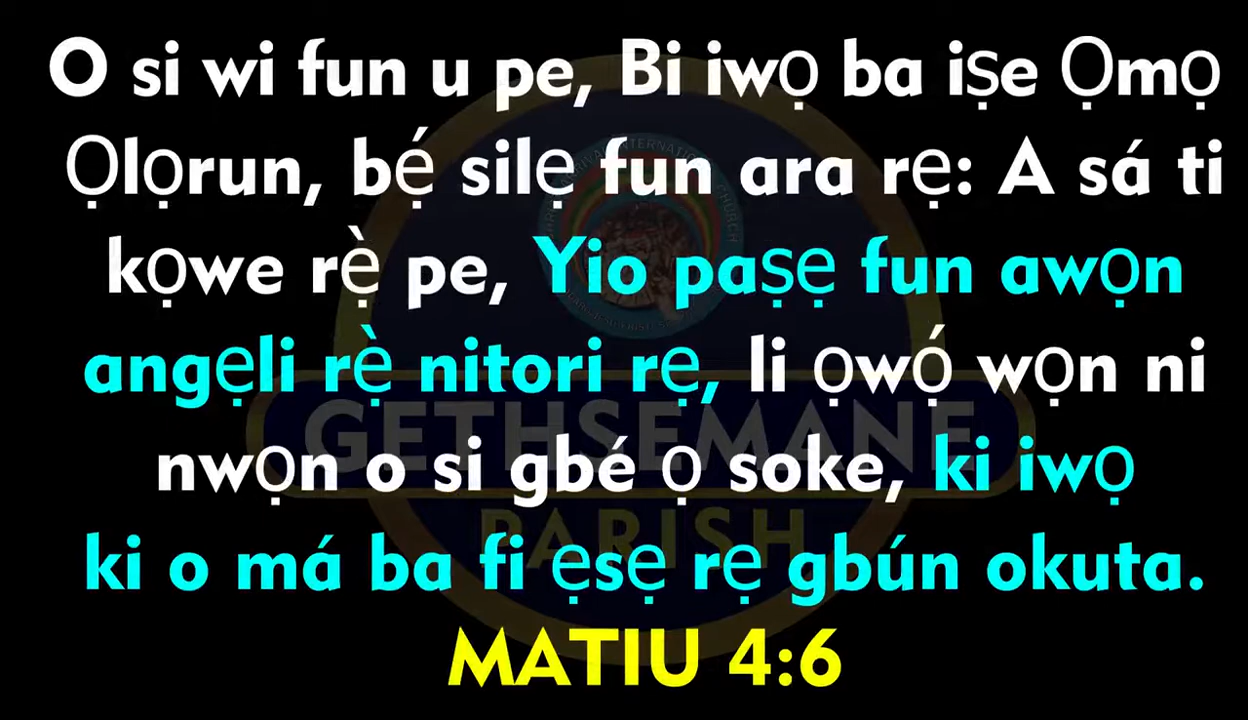 O si wi fun u pe, Bi iwọ ba iṣe Ọmọ
Ọlọrun, bẹ́ silẹ fun ara rẹ: A sá ti
kọwe rẹ̀ pe, Yio paṣẹ fun awọn
angẹli rẹ̀ nitori rẹ, li ọwọ́ wọn ni
nwọn o si gbé ọ soke, ki iwọ
ki o má ba fi ẹsẹ rẹ gbún okuta.
MATIU 4:6
GETHSEMANE
PARISH